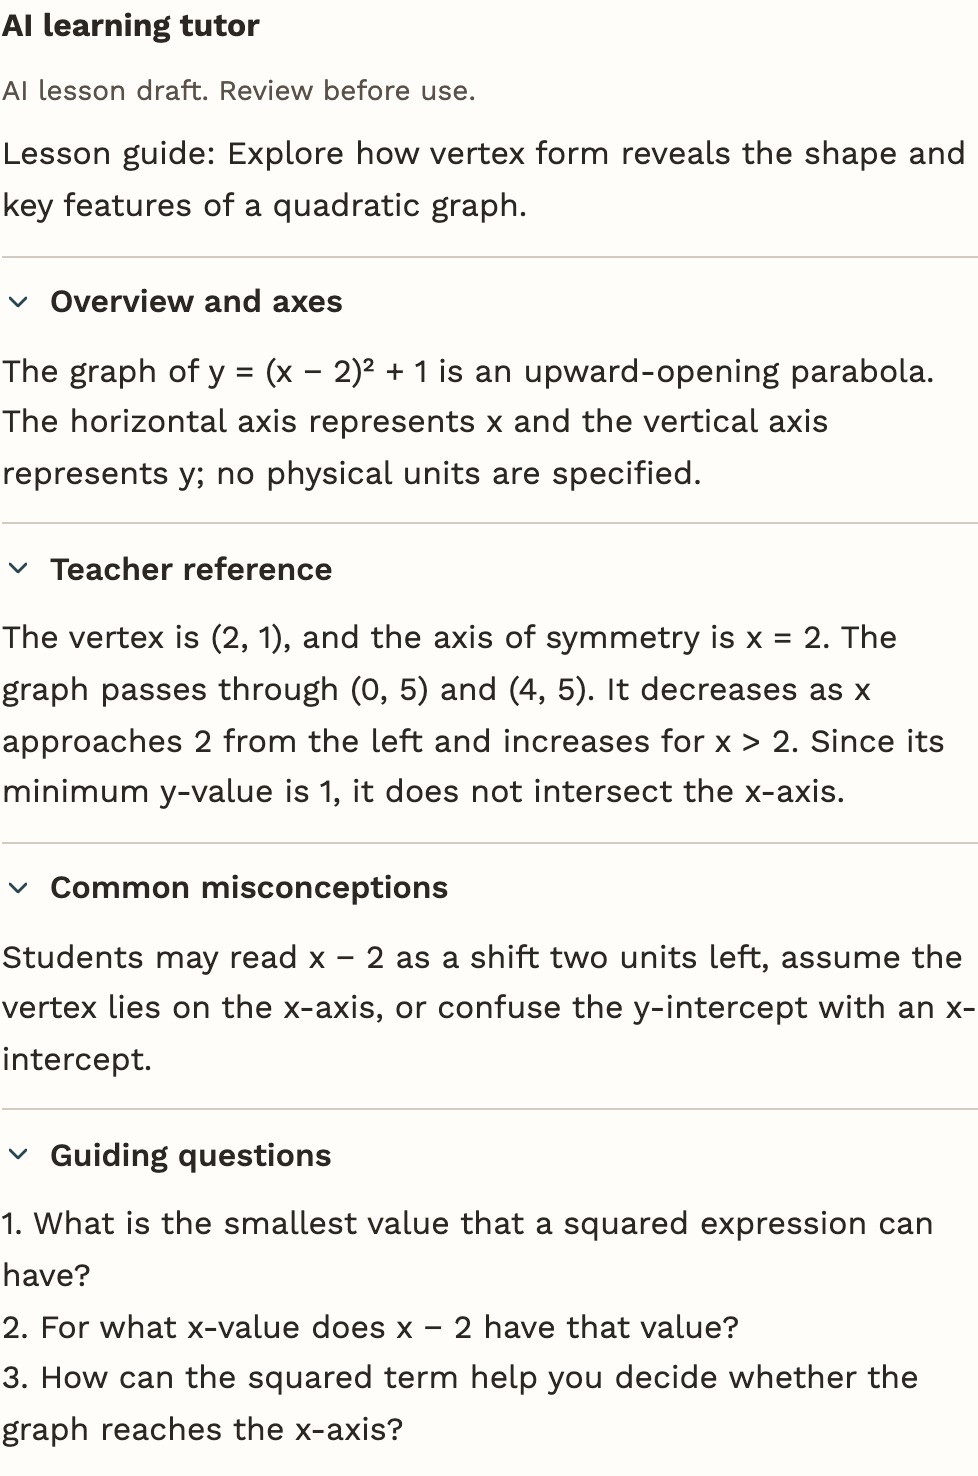 AI learning tutor
AI lesson draft. Review before use.
Lesson guide: Explore how vertex form reveals the shape and
key features of a quadratic graph.
Overview and axes
The graph of y = (x − 2)² + 1 is an upward-opening parabola.
The horizontal axis represents x and the vertical axis
represents y; no physical units are specified.
Teacher reference
The vertex is (2, 1), and the axis of symmetry is x = 2. The
graph passes through (0, 5) and (4, 5). It decreases as x
approaches 2 from the left and increases for x > 2. Since its
minimum y-value is 1, it does not intersect the x-axis.
Common misconceptions
Students may read x − 2 as a shift two units left, assume the
vertex lies on the x-axis, or confuse the y-intercept with an x-
intercept.
Guiding questions
1. What is the smallest value that a squared expression can
have?
2. For what x-value does x − 2 have that value?
3. How can the squared term help you decide whether the
graph reaches the x-axis?